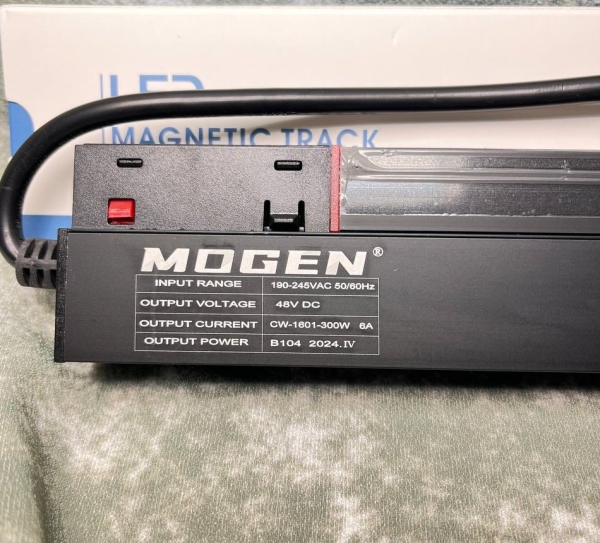 LED
MAGNETIC TRACK
MOGEN®
INPUT RANGE 190-245VAC 50/60Hz
OUTPUT VOLTAGE 48V DC
OUTPUT CURRENT CW-1601-300W 6A
OUTPUT POWER B104 2024.IV